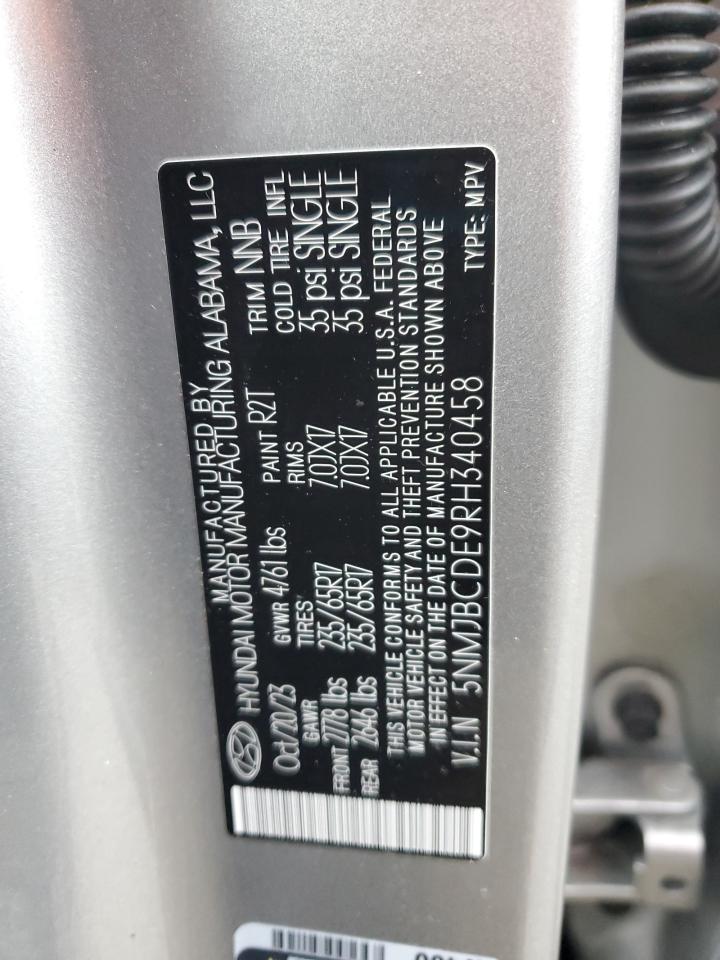 MANUFACTURED BY
HYUNDAI MOTOR MANUFACTURING ALABAMA, LLC
Oct/20/23 GVWR 4761 lbs PAINT R2T TRIM NNB
GAWR TIRES RIMS COLD TIRE INFL
FRONT 2778 lbs 235/65R17 7.0JX17 35 psi SINGLE
REAR 2646 lbs 235/65R17 7.0JX17 35 psi SINGLE
THIS VEHICLE CONFORMS TO ALL APPLICABLE U.S.A. FEDERAL
MOTOR VEHICLE SAFETY AND THEFT PREVENTION STANDARDS
IN EFFECT ON THE DATE OF MANUFACTURE SHOWN ABOVE
V.I.N 5NMJBCDE9RH340458 TYPE: MPV